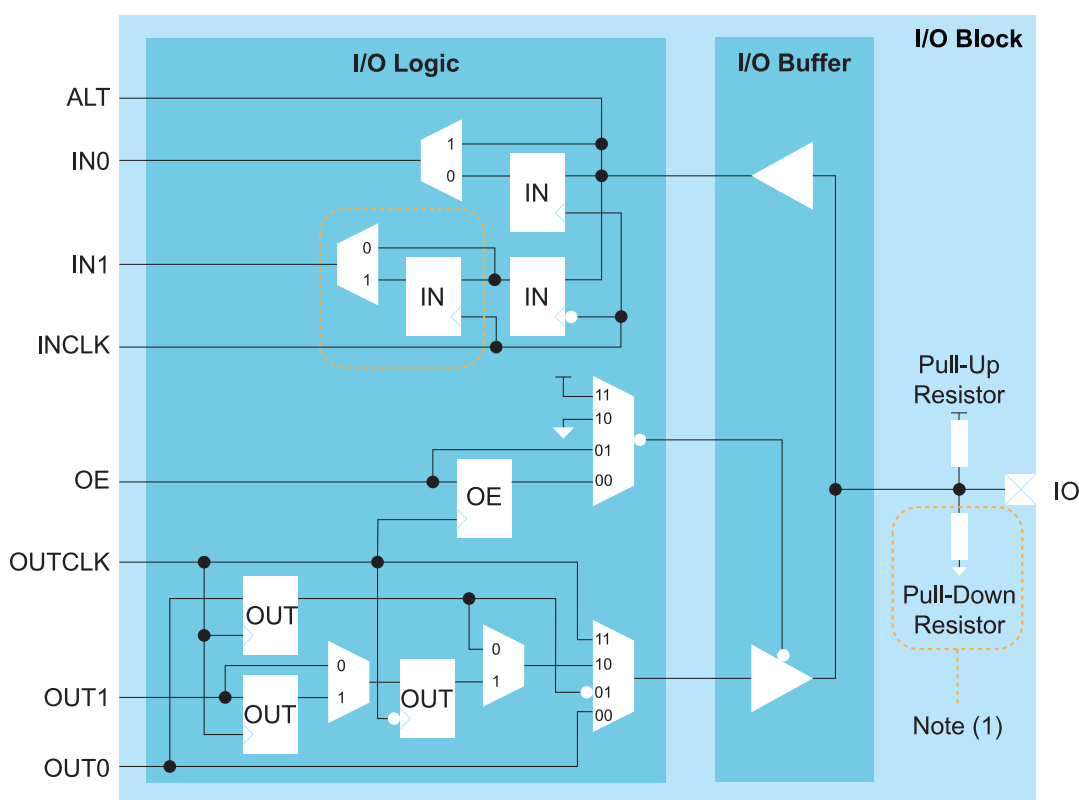 I/O Block
I/O Logic
I/O Buffer
ALT
IN0
1
0
IN
IN1
0
1
IN
IN
INCLK
Pull-Up
Resistor
11
10
01
00
OE
OE
IO
OUTCLK
OUT
Pull-Down
Resistor
0
1
0
1
11
10
01
00
OUT1
OUT
OUT
Note (1)
OUT0